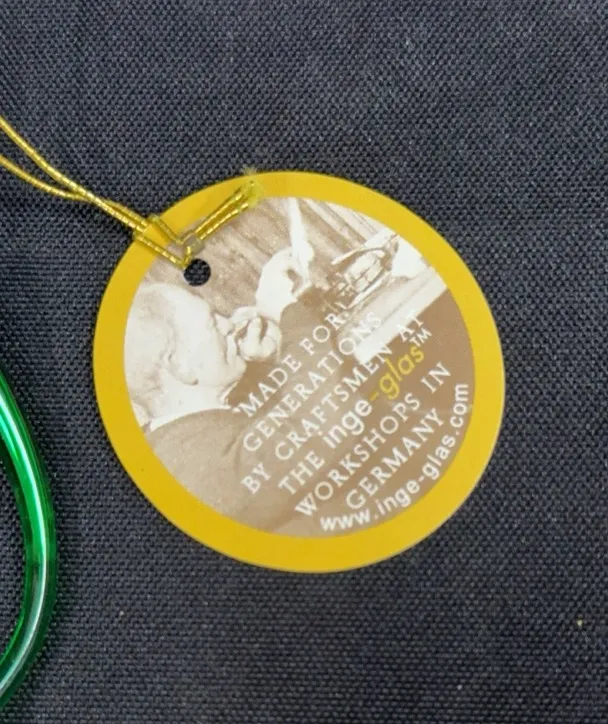 "MADE FOR
GENERATIONS
BY CRAFTSMEN AT
THE inge-glas™
WORKSHOPS IN
GERMANY
www.inge-glas.com